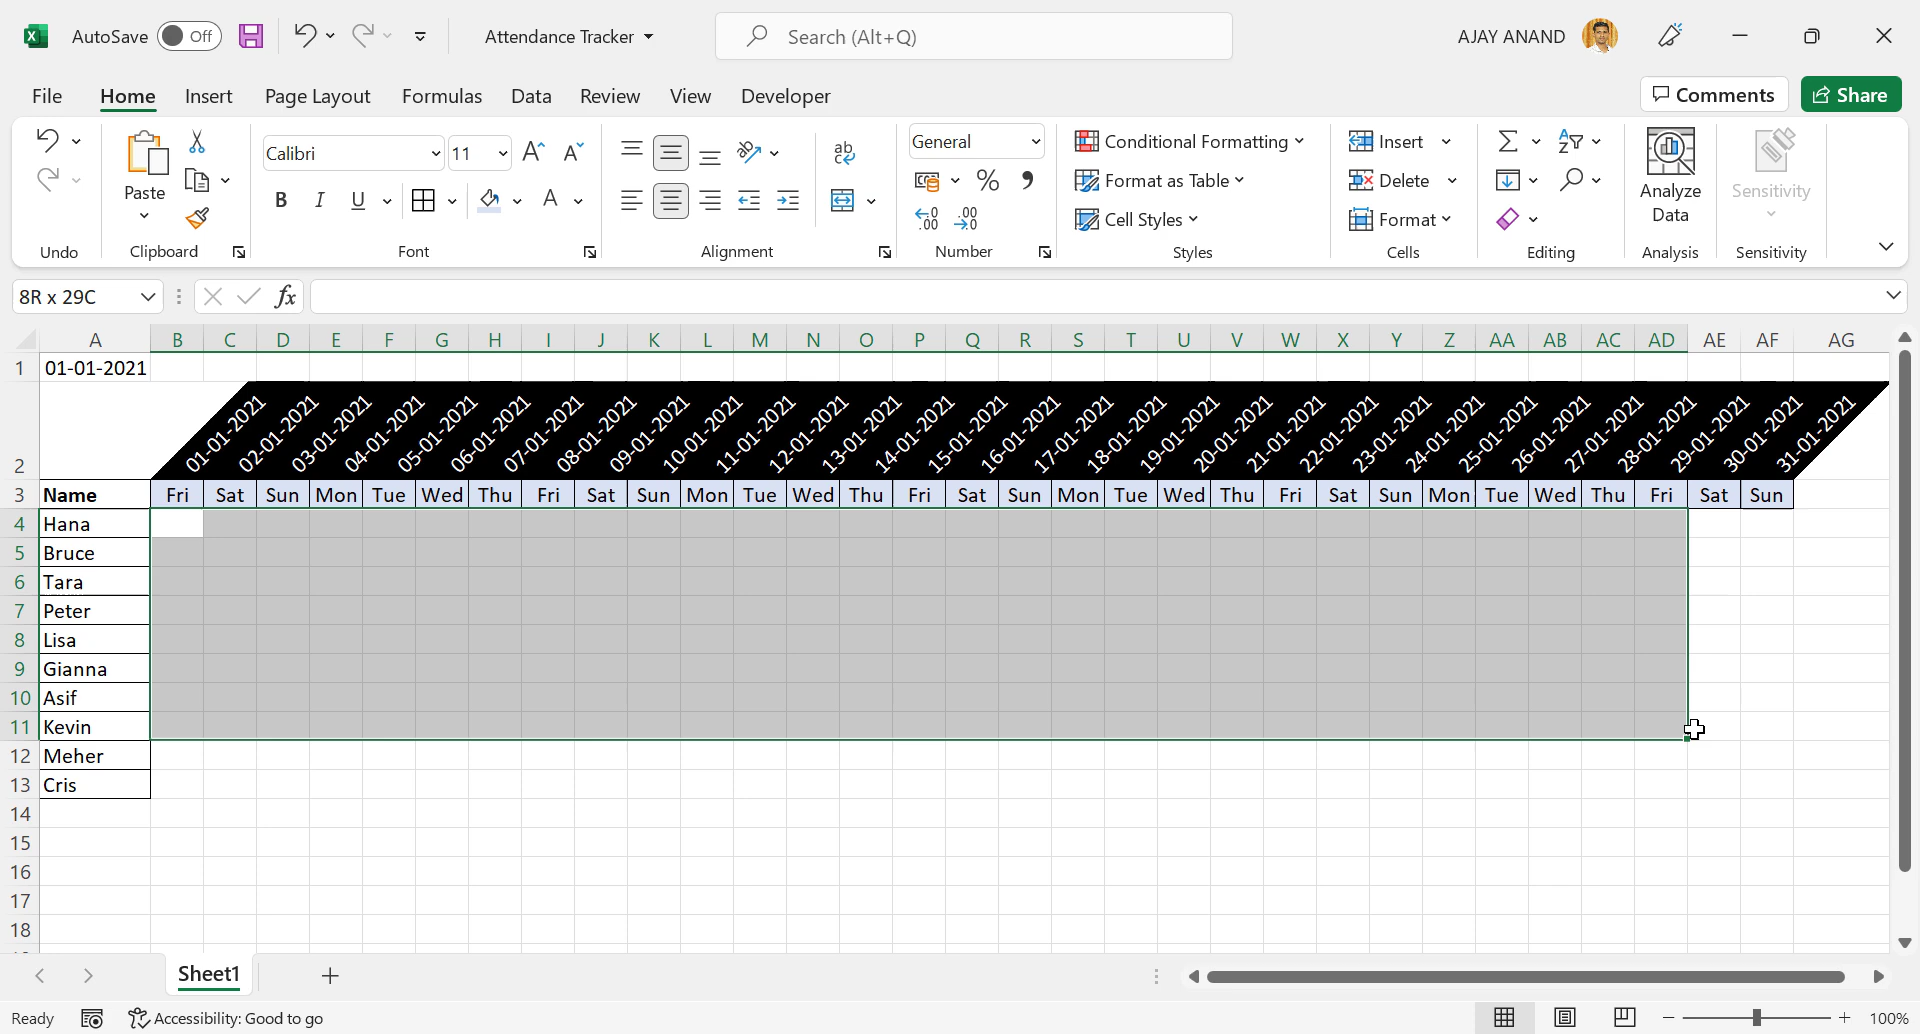 AutoSave Off Attendance Tracker Search (Alt+Q) AJAY ANAND
File Home Insert Page Layout Formulas Data Review View Developer Comments Share
Paste Calibri 11 B I U General Conditional Formatting Format as Table Cell Styles Insert Delete Format Analyze Data Sensitivity
Undo Clipboard Font Alignment Number Styles Cells Editing Analysis Sensitivity
8R x 29C fx
A B C D E F G H I J K L M N O P Q R S T U V W X Y Z AA AB AC AD AE AF AG
1 01-01-2021
2 01-01-2021 02-01-2021 03-01-2021 04-01-2021 05-01-2021 06-01-2021 07-01-2021 08-01-2021 09-01-2021 10-01-2021 11-01-2021 12-01-2021 13-01-2021 14-01-2021 15-01-2021 16-01-2021 17-01-2021 18-01-2021 19-01-2021 20-01-2021 21-01-2021 22-01-2021 23-01-2021 24-01-2021 25-01-2021 26-01-2021 27-01-2021 28-01-2021 29-01-2021 30-01-2021 31-01-2021
3 Name Fri Sat Sun Mon Tue Wed Thu Fri Sat Sun Mon Tue Wed Thu Fri Sat Sun Mon Tue Wed Thu Fri Sat Sun Mon Tue Wed Thu Fri Sat Sun
4 Hana
5 Bruce
6 Tara
7 Peter
8 Lisa
9 Gianna
10 Asif
11 Kevin
12 Meher
13 Cris
14
15
16
17
18
Sheet1
Ready Accessibility: Good to go 100%